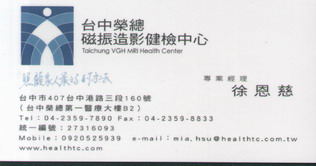 台中榮總
磁振造影健檢中心
Taichung VGH MRI Health Center
專業經理
徐恩慈
台中市407台中港路三段160號
(台中榮總第一醫療大樓B2)
Tel：04-2359-7890 Fax：04-2359-8833
統一編號：27316093
Mobile：0920525939 e-mail：mia.hsu@healthtc.com.tw
www.healthtc.com.tw